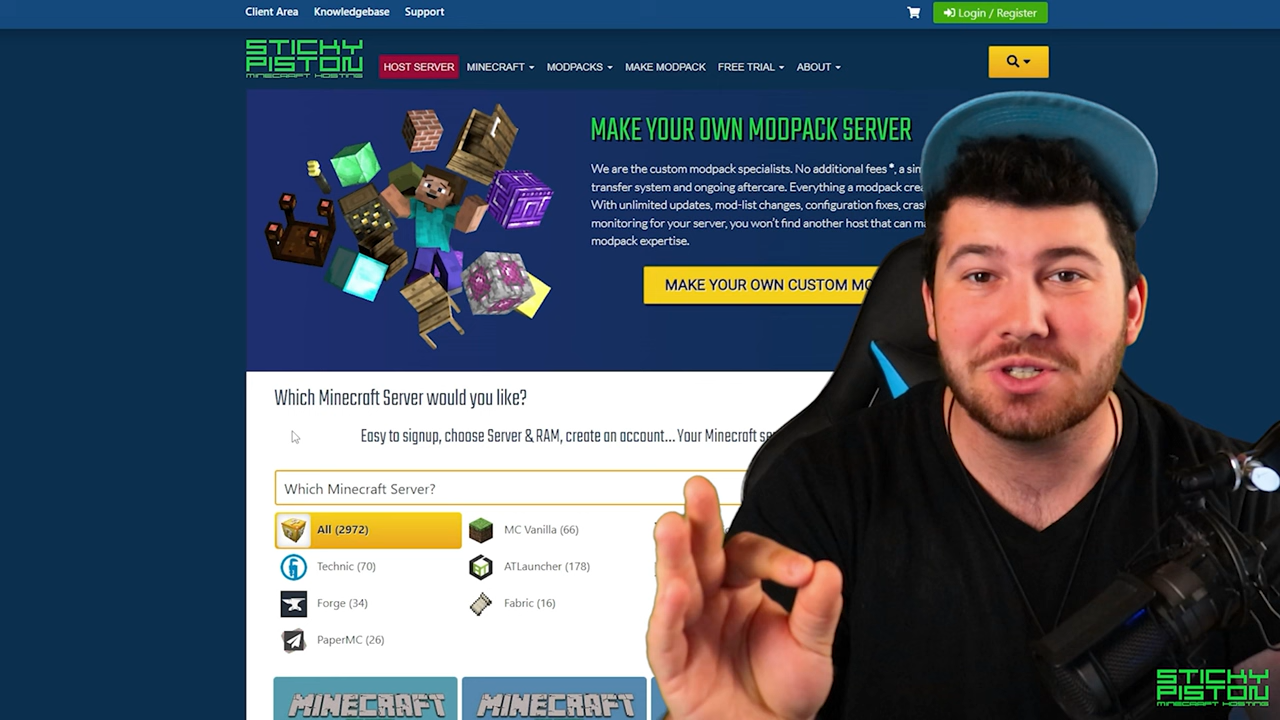 Client Area Knowledgebase Support
Login / Register
STICKY
PISTON
MINECRAFT HOSTING
HOST SERVER MINECRAFT MODPACKS MAKE MODPACK FREE TRIAL ABOUT
MAKE YOUR OWN MODPACK SERVER
We are the custom modpack specialists. No additional fees *, a
transfer system and ongoing aftercare. Everything a modpack
With unlimited updates, mod-list changes, configuration fixes,
monitoring for your server, you won't find another host that can
modpack expertise.
MAKE YOUR OWN CUSTOM
Which Minecraft Server would you like?
Easy to signup, choose Server & RAM, create an account... Your Minecraft
Which Minecraft Server?
All (2972) MC Vanilla (66)
Technic (70) ATLauncher (178)
Forge (34) Fabric (16)
PaperMC (26)
MINECRAFT MINECRAFT
STICKY
PISTON
MINECRAFT HOSTING